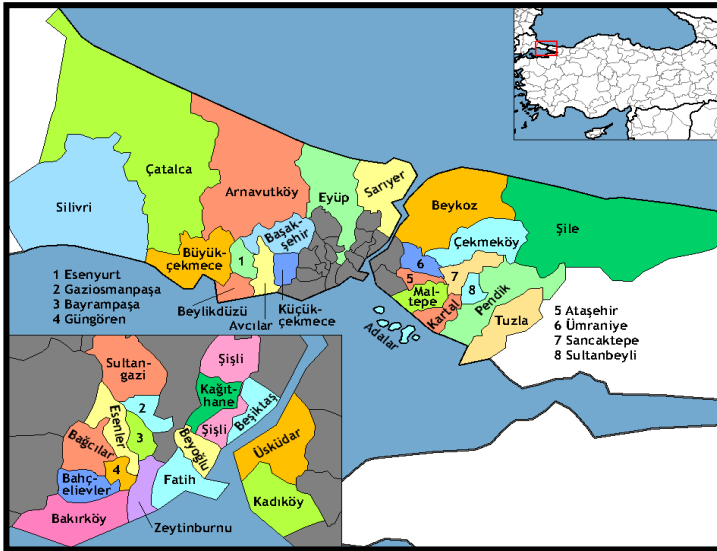 Silivri
Çatalca
Arnavutköy
Eyüp
Sarıyer
Başak-
şehir
Büyük-
çekmece
1
Beylikdüzü
Avcılar
Küçük-
çekmece
1 Esenyurt
2 Gaziosmanpaşa
3 Bayrampaşa
4 Güngören
Beykoz
Şile
Çekmeköy
6
5
7
8
Mal-
tepe
Kartal
Pendik
Tuzla
Adalar
5 Ataşehir
6 Ümraniye
7 Sancaktepe
8 Sultanbeyli
Sultan-
gazi
Şişli
Kağıt-
hane
Beşiktaş
Şişli
Beyoğlu
Esenler
2
3
Bağcılar
4
Bahç-
elievler
Fatih
Bakırköy
Zeytinburnu
Üsküdar
Kadıköy